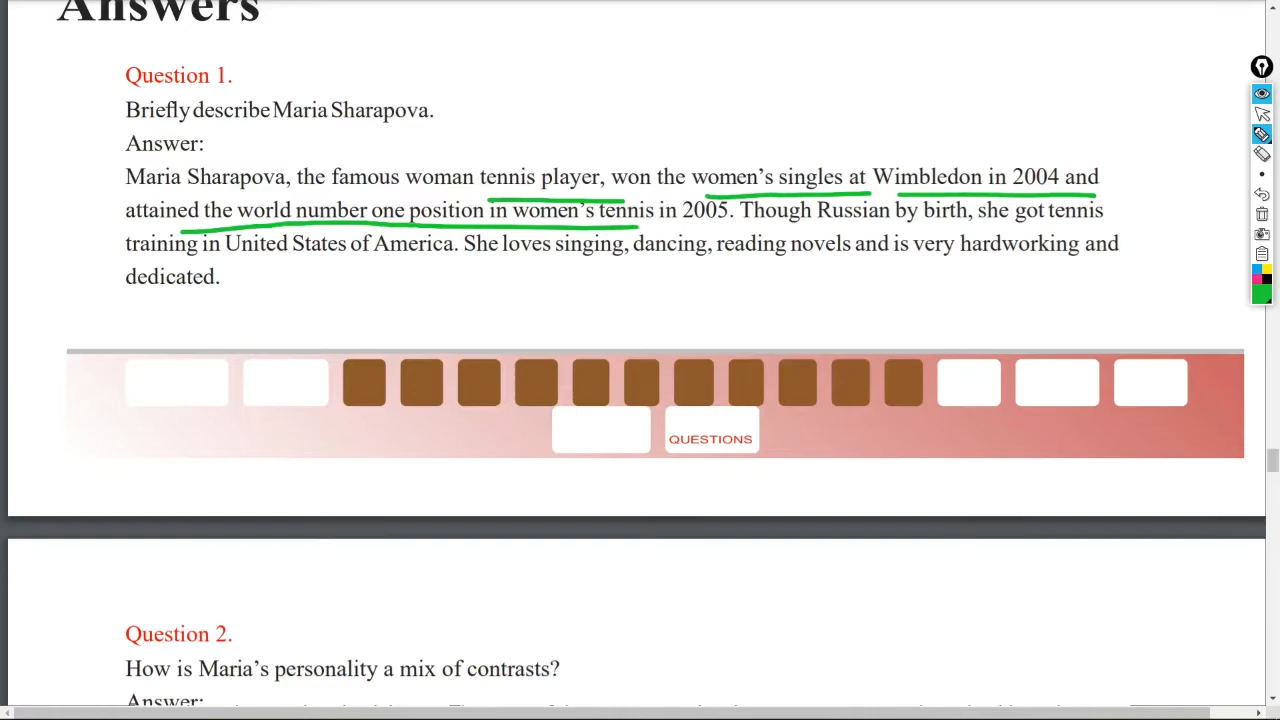 Answers
Question 1.
Briefly describe Maria Sharapova.
Answer:
Maria Sharapova, the famous woman tennis player, won the women's singles at Wimbledon in 2004 and
attained the world number one position in women's tennis in 2005. Though Russian by birth, she got tennis
training in United States of America. She loves singing, dancing, reading novels and is very hardworking and
dedicated.
QUESTIONS
Question 2.
How is Maria's personality a mix of contrasts?
Answer: